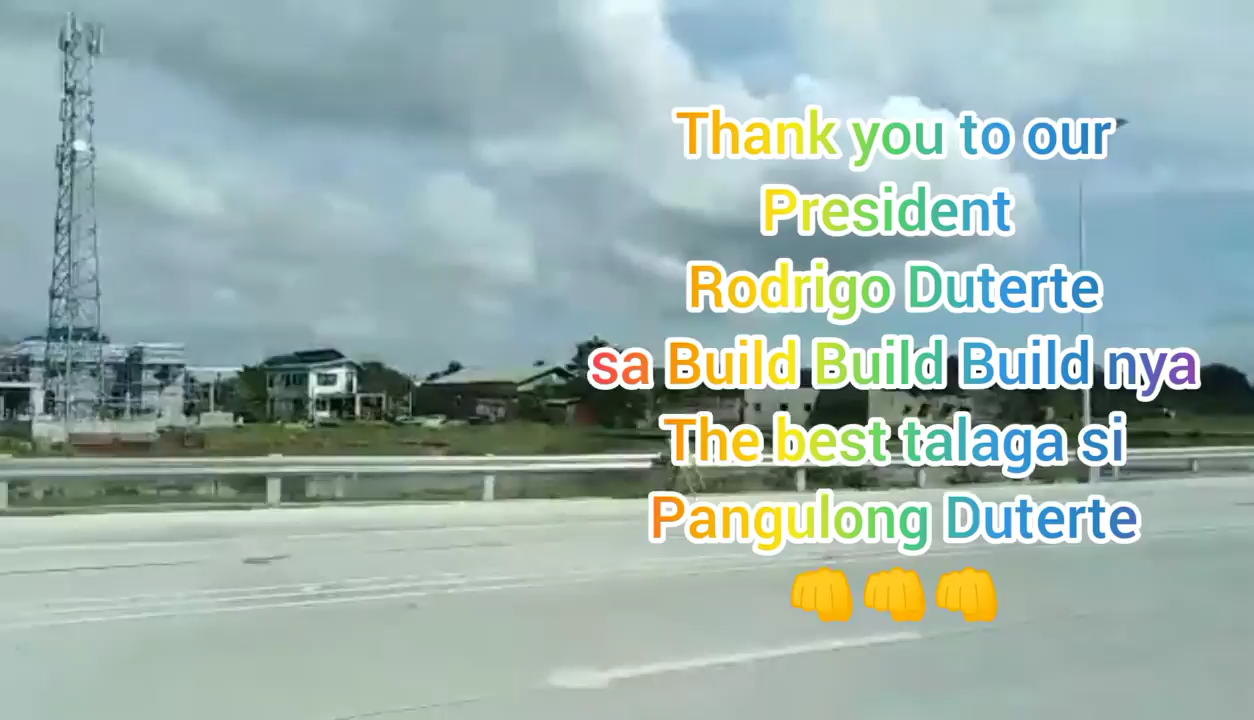 Thank you to our
President
Rodrigo Duterte
sa Build Build Build nya
The best talaga si
Pangulong Duterte
👊👊👊